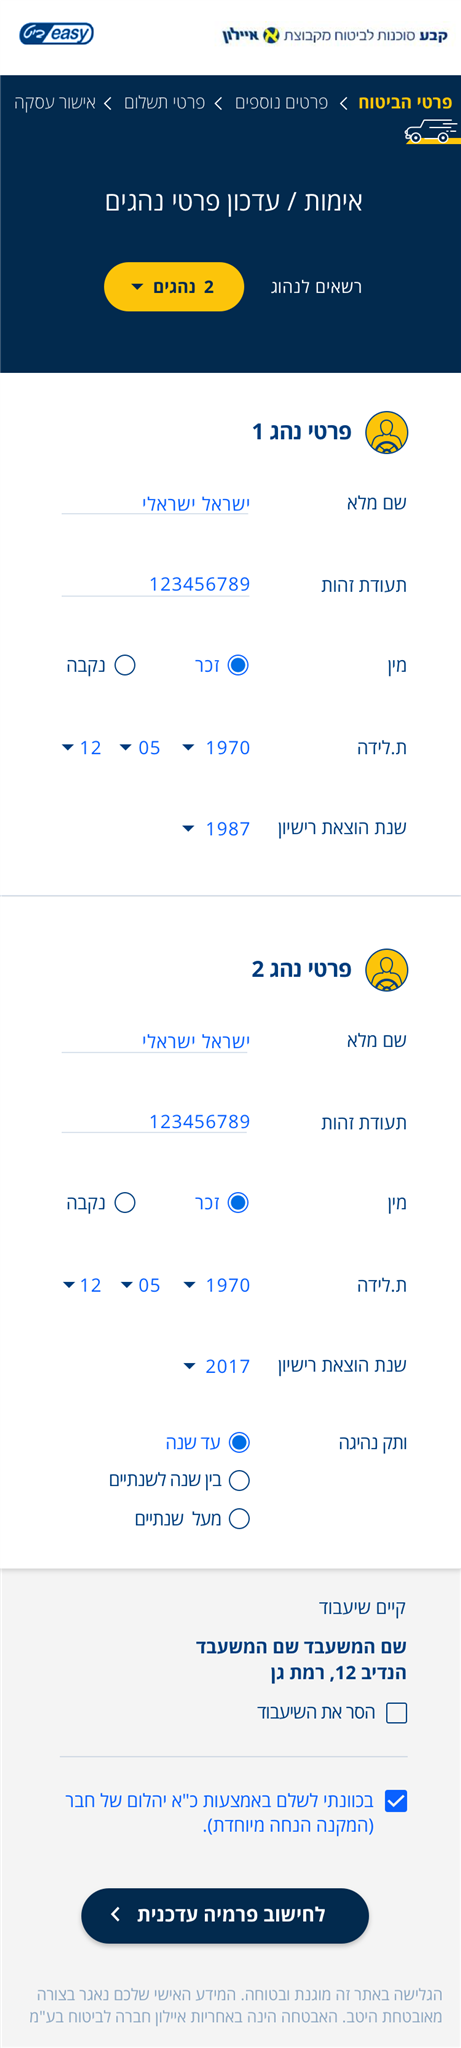 קבע סוכנות לביטוח מקבוצת איילון
easy ביט
פרטי הביטוח > פרטים נוספים > פרטי תשלום > אישור עסקה
אימות / עדכון פרטי נהגים
רשאים לנהוג 2 נהגים
פרטי נהג 1
שם מלא ישראל ישראלי
תעודת זהות 123456789
מין זכר נקבה
ת.לידה 1970 05 12
שנת הוצאת רישיון 1987
פרטי נהג 2
שם מלא ישראל ישראלי
תעודת זהות 123456789
מין זכר נקבה
ת.לידה 1970 05 12
שנת הוצאת רישיון 2017
ותק נהיגה עד שנה
בין שנה לשנתיים
מעל שנתיים
קיים שיעבוד
שם המשעבד שם המשעבד
הנדיב 12, רמת גן
הסר את השיעבוד
בכוונתי לשלם באמצעות כ"א יהלום של חבר
(המקנה הנחה מיוחדת).
לחישוב פרמיה עדכנית >
הגלישה באתר זה מוגנת ובטוחה. המידע האישי שלכם נאגר בצורה
מאובטחת היטב. האבטחה הינה באחריות איילון חברה לביטוח בע"מ